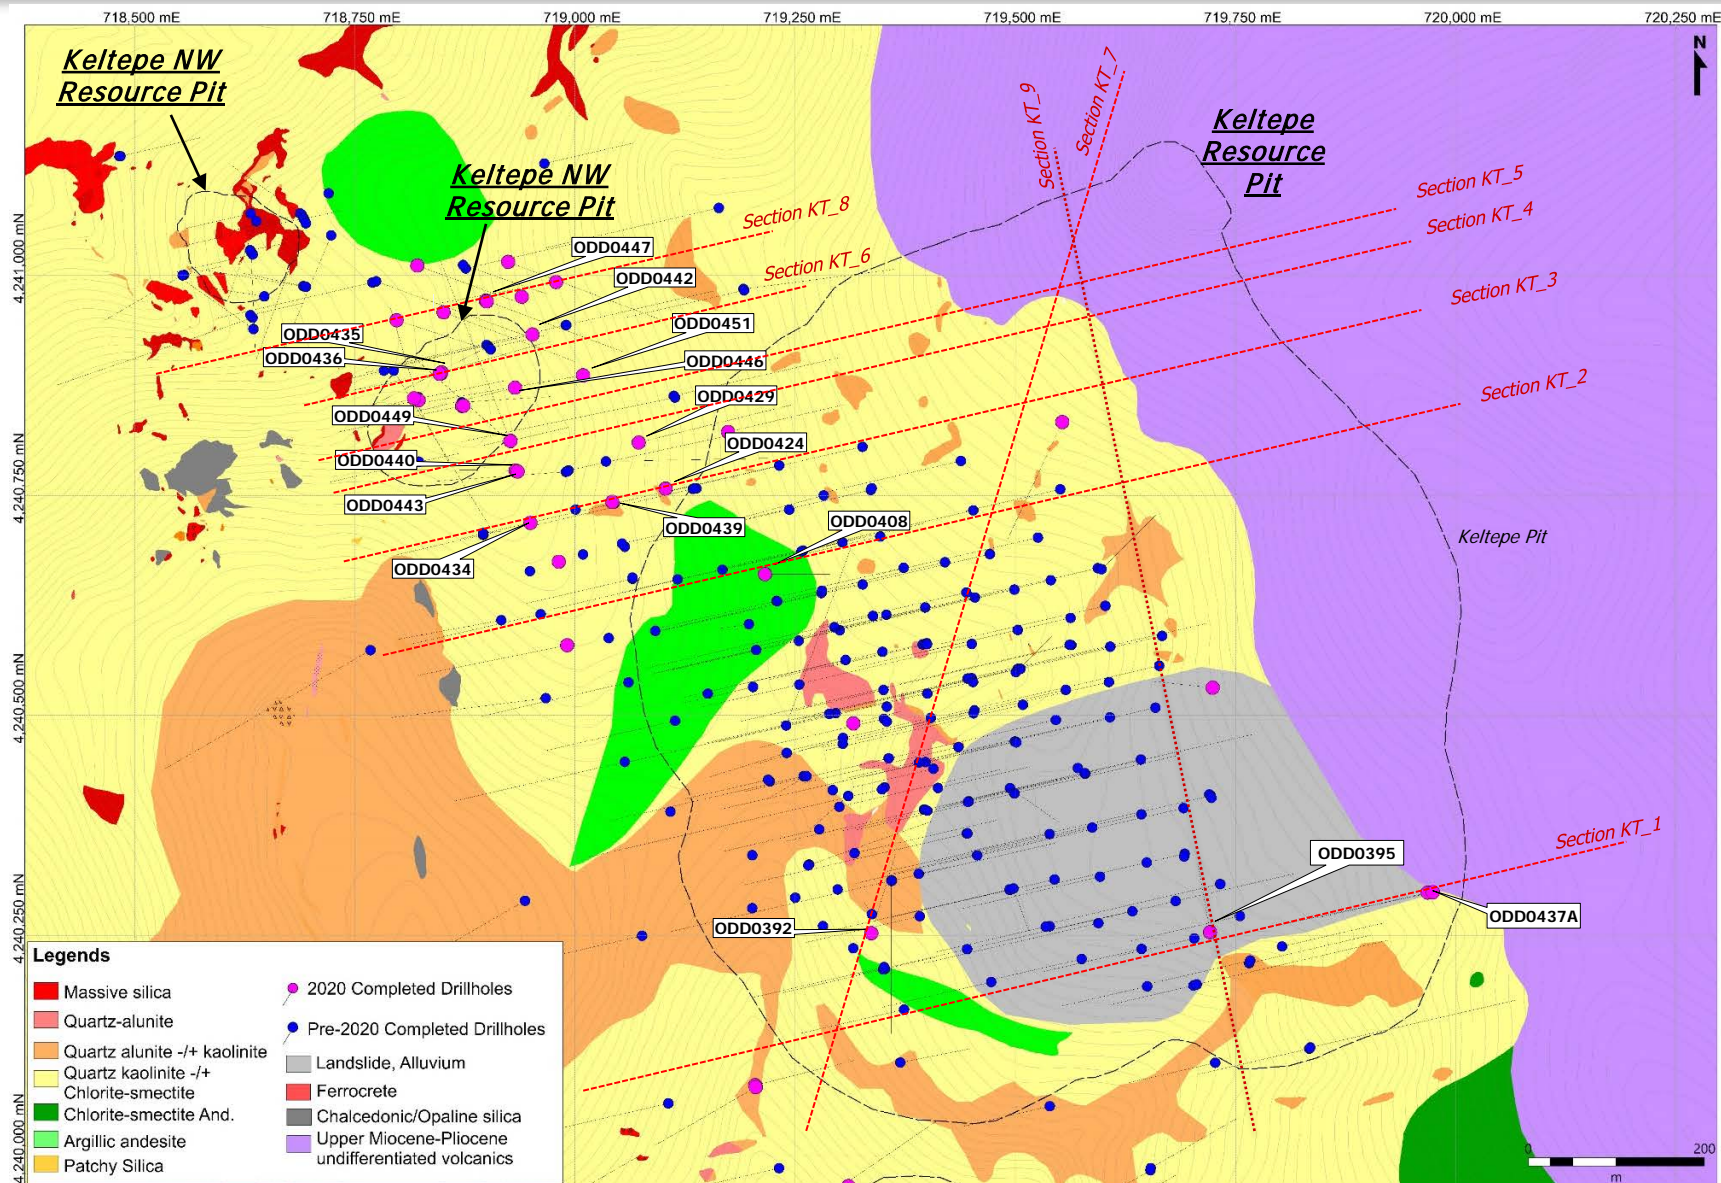 718,500 mE
718,750 mE
719,000 mE
719,250 mE
719,500 mE
719,750 mE
720,000 mE
720,250 mE
N
Keltepe NW
Resource Pit
Keltepe NW
Resource Pit
Keltepe
Resource
Pit
Section KT_9
Section KT_7
Section KT_5
Section KT_4
Section KT_3
Section KT_2
Section KT_8
Section KT_6
Section KT_1
4,241,000 mN
4,240,750 mN
4,240,500 mN
4,240,250 mN
4,240,000 mN
ODD0447
ODD0442
ODD0451
ODD0435
ODD0436
ODD0446
ODD0429
ODD0449
ODD0424
ODD0440
ODD0443
ODD0439
ODD0408
ODD0434
Keltepe Pit
ODD0395
ODD0437A
ODD0392
Legends
Massive silica
Quartz-alunite
Quartz alunite -/+ kaolinite
Quartz kaolinite -/+
Chlorite-smectite
Chlorite-smectite And.
Argillic andesite
Patchy Silica
2020 Completed Drillholes
Pre-2020 Completed Drillholes
Landslide, Alluvium
Ferrocrete
Chalcedonic/Opaline silica
Upper Miocene-Pliocene
undifferentiated volcanics
0
200
m